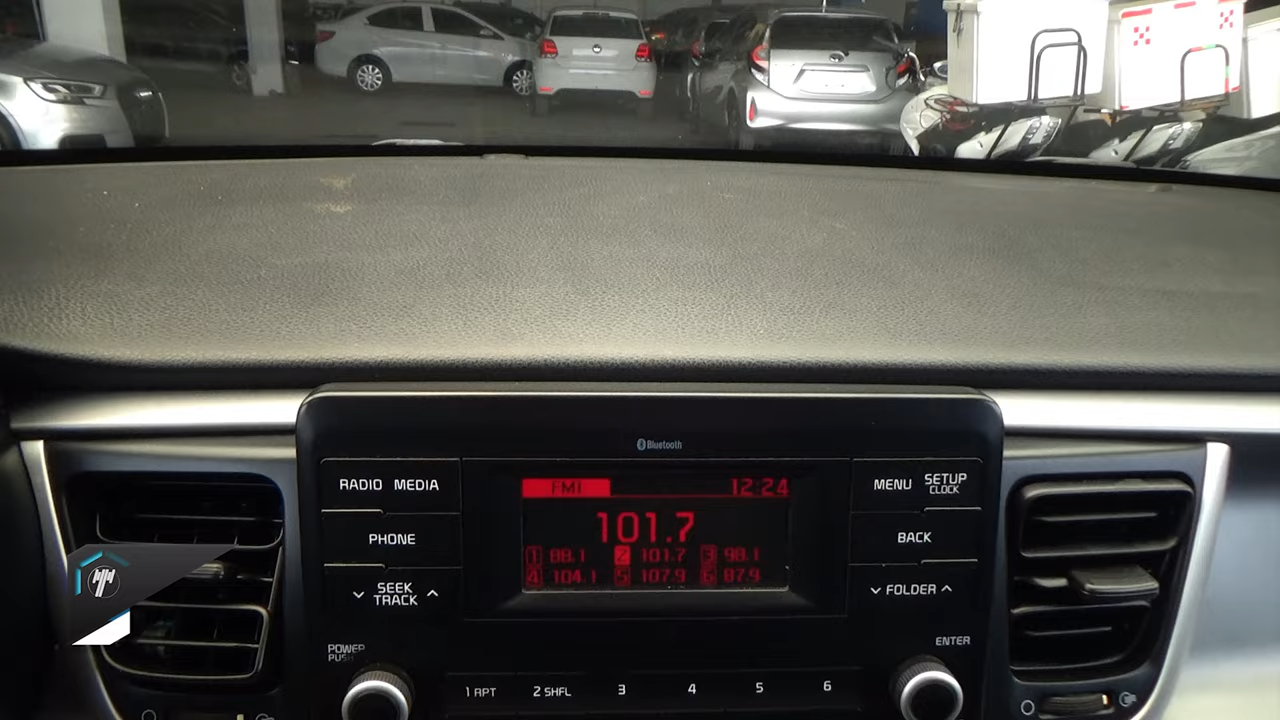 Bluetooth
RADIO MEDIA
FM1 12:24
MENU SETUP
CLOCK
101.7
PHONE
BACK
1 88.1 2 101.7 3 98.1
4 104.1 5 107.9 6 87.9
SEEK
TRACK
FOLDER
POWER
PUSH
ENTER
1 RPT 2 SHFL 3 4 5 6